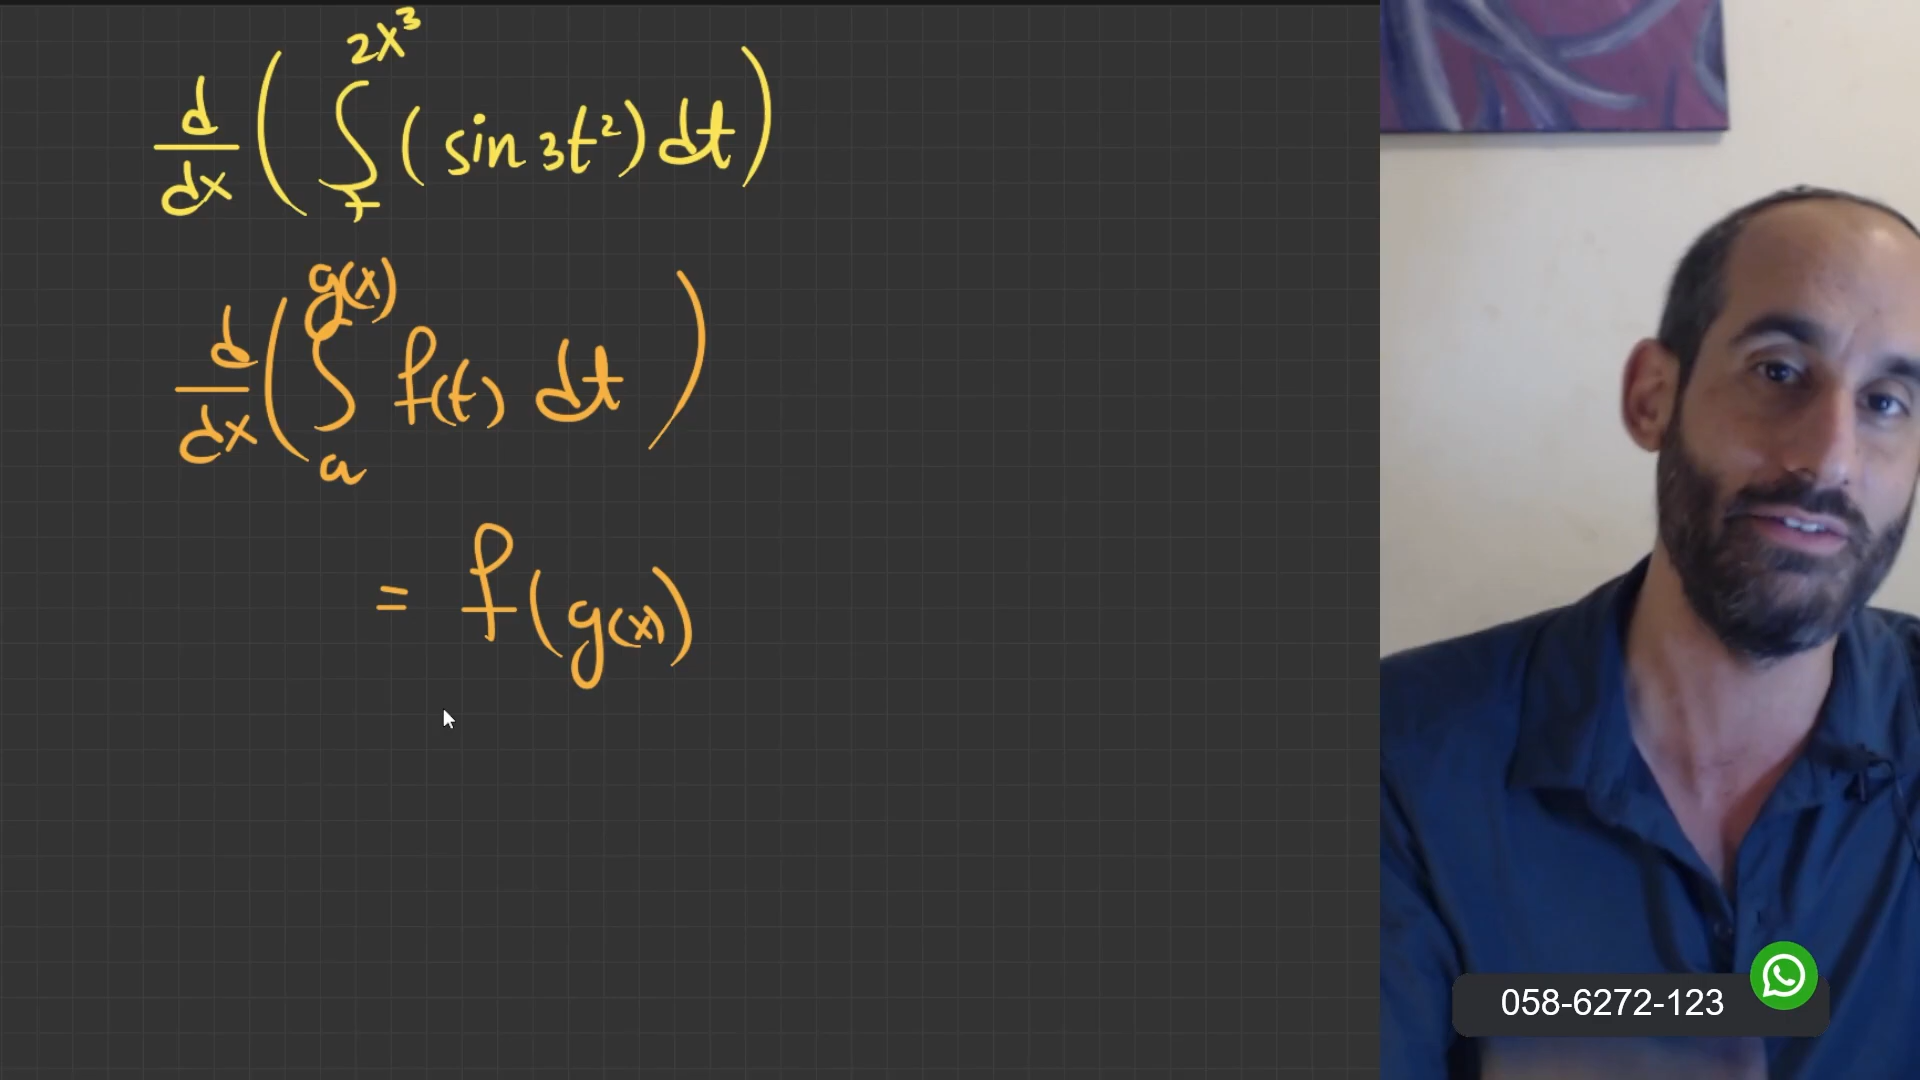 d/dx ( ∫_7^{2x³} (sin 3t²) dt )
d/dx ( ∫_a^{g(x)} f(t) dt )
= f(g(x))
058-6272-123